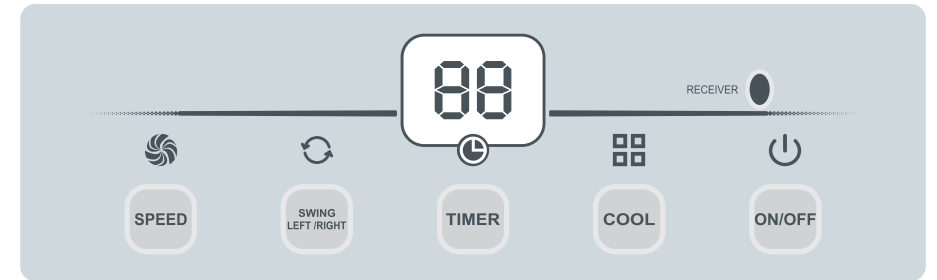 88
RECEIVER
SPEED
SWING
LEFT /RIGHT
TIMER
COOL
ON/OFF